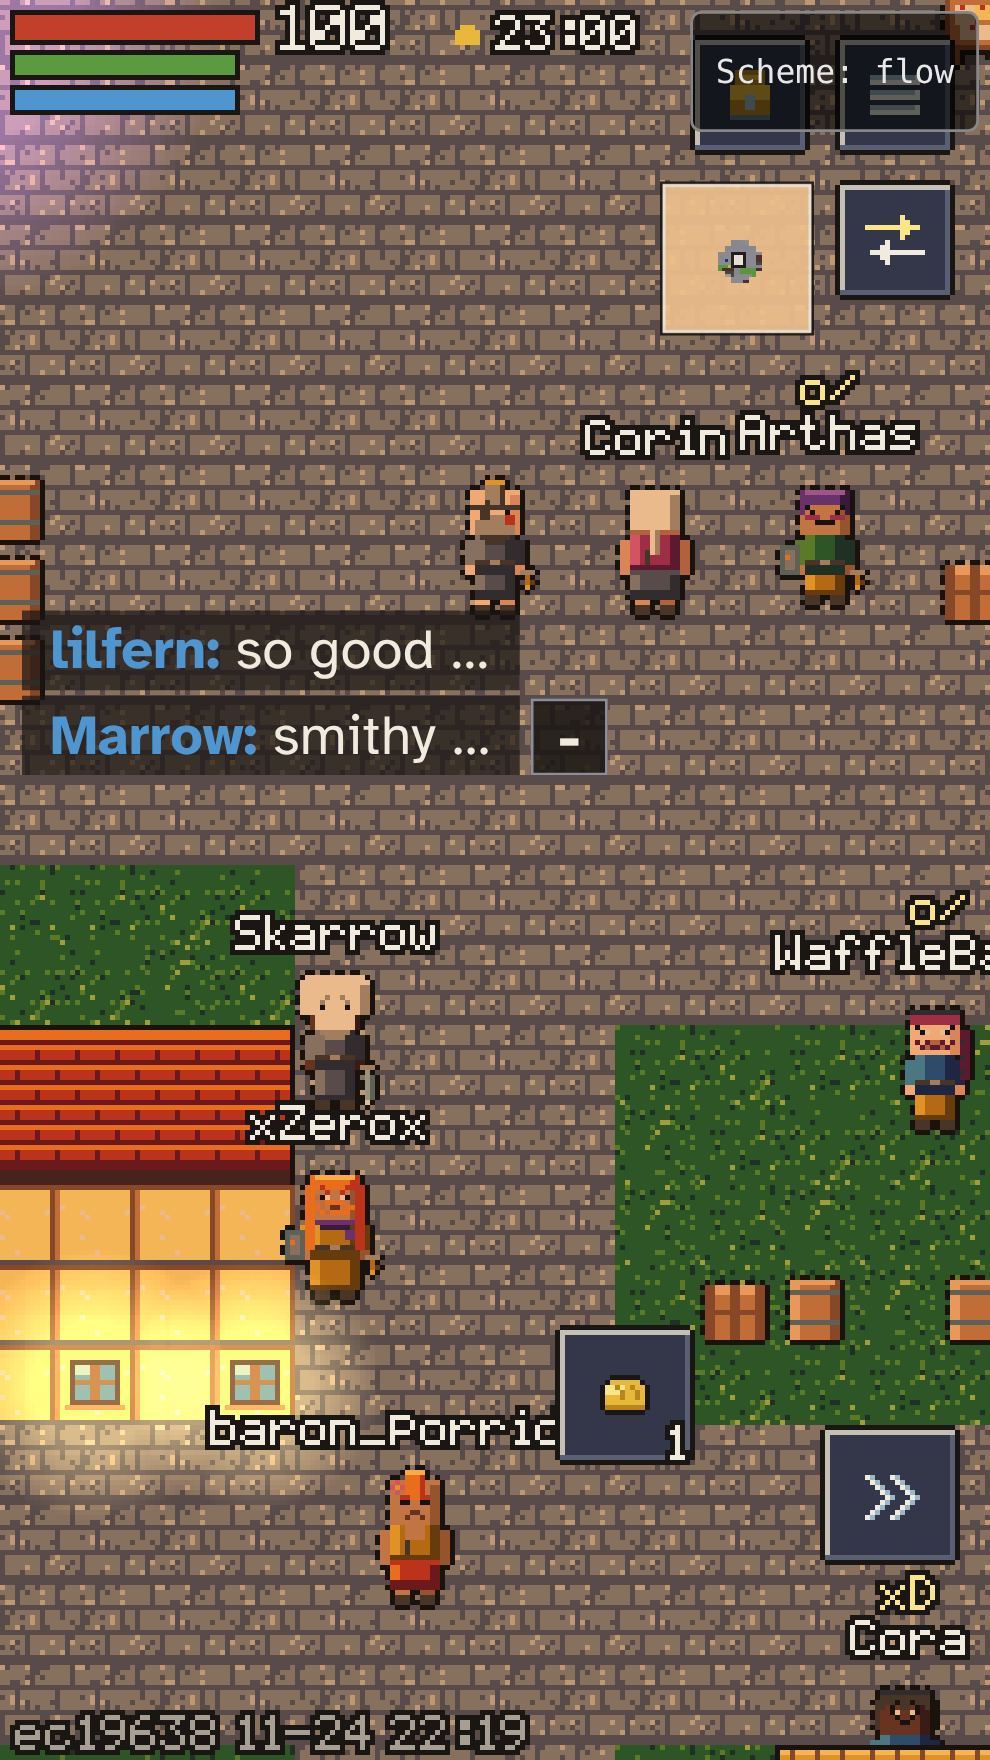 100
23:00
Scheme: flow
o✓
Corin
Arthas
lilfern: so good ...
Marrow: smithy ...
-
Skarrow
WaffleBa
xZerox
baron_Porric
1
xD
Cora
ec19638 11-24 22:19